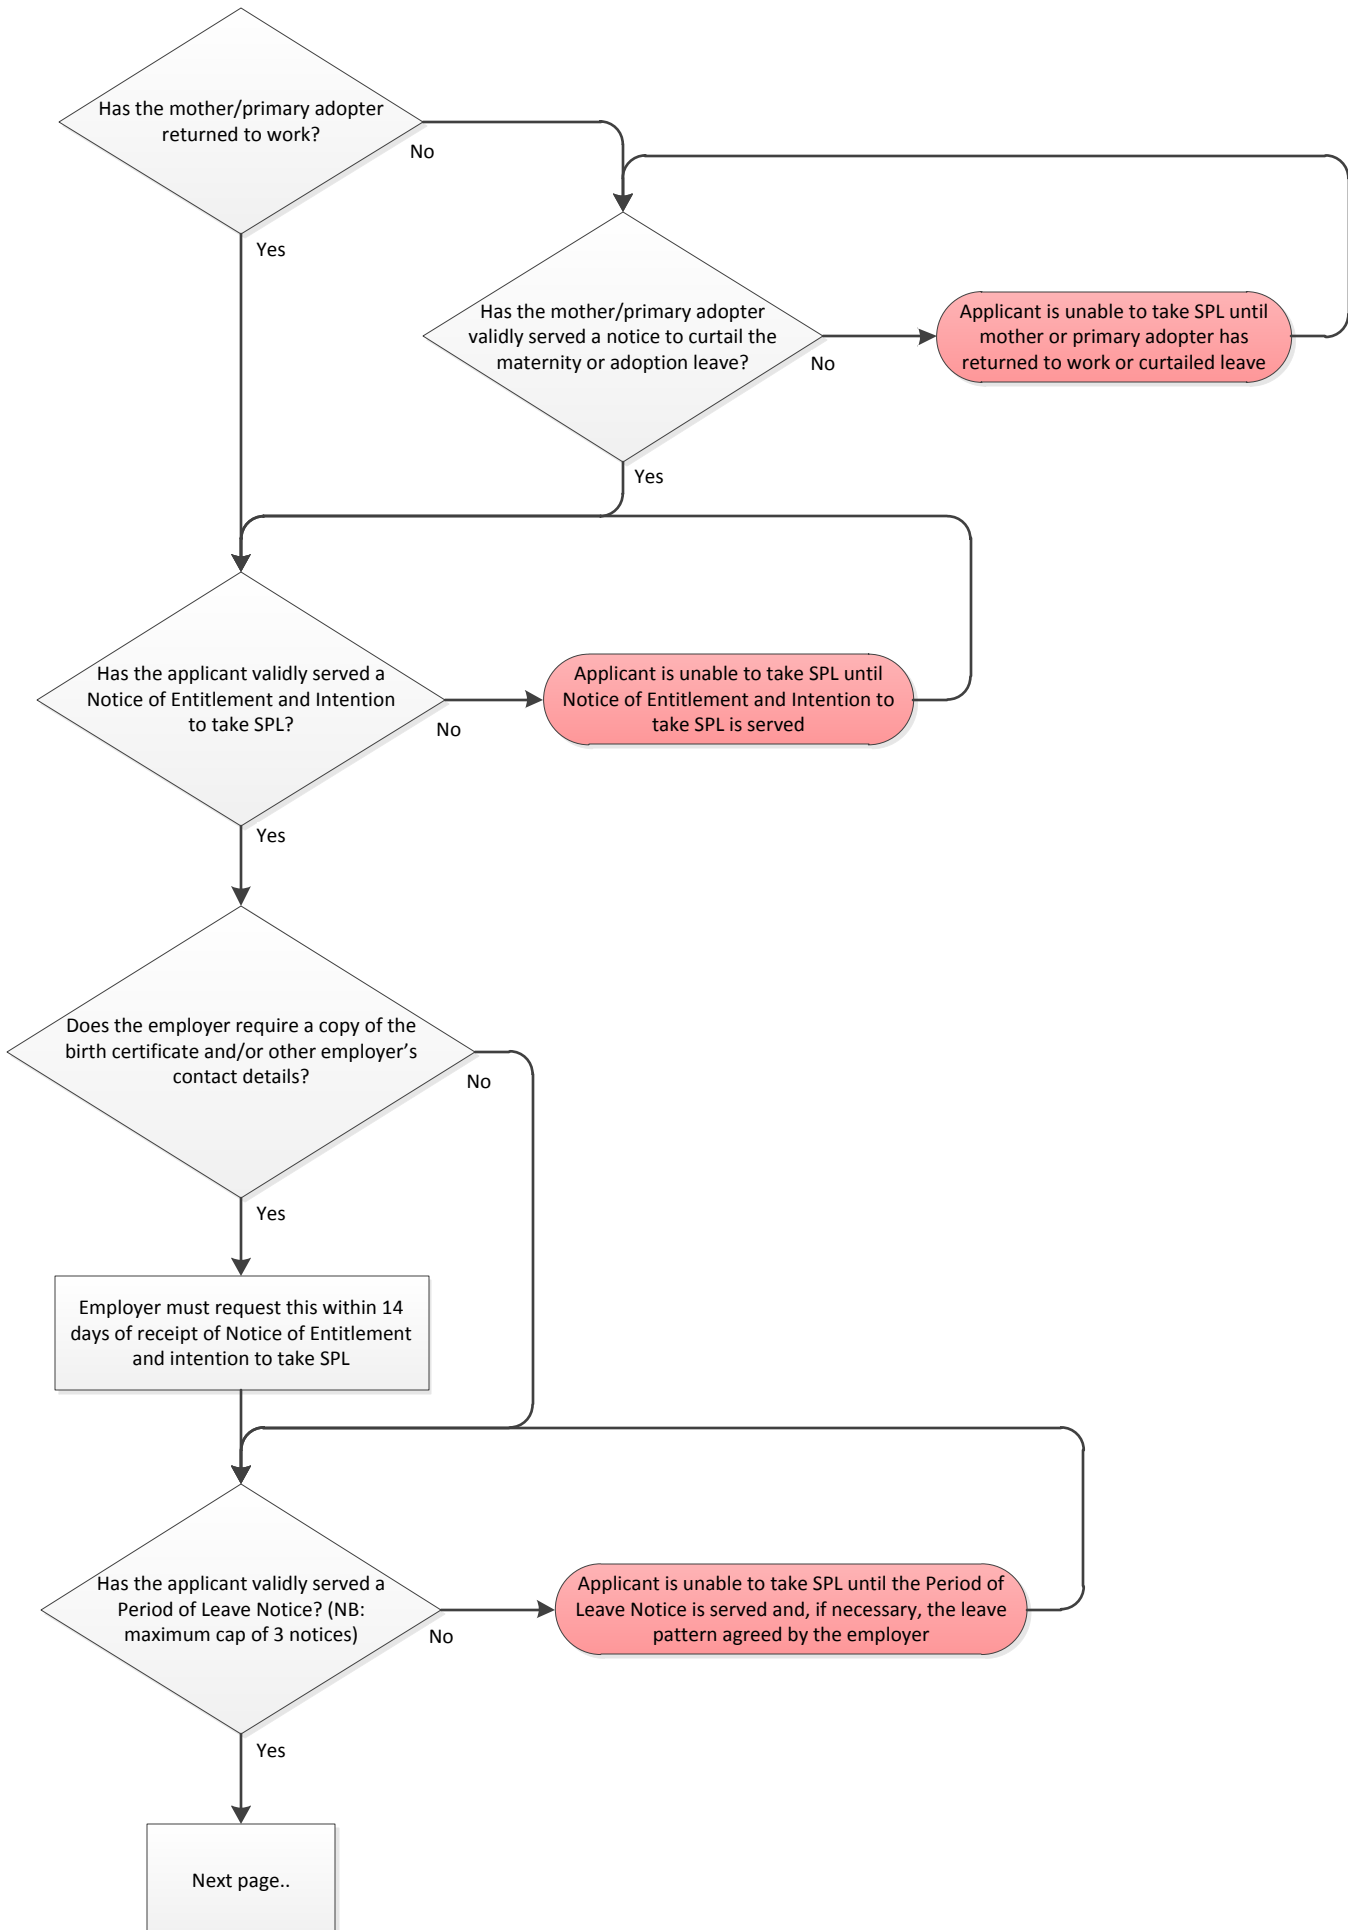 Has the mother/primary adopter
returned to work?
No
Yes
Has the mother/primary adopter
validly served a notice to curtail the
maternity or adoption leave?
No
Applicant is unable to take SPL until
mother or primary adopter has
returned to work or curtailed leave
Yes
Has the applicant validly served a
Notice of Entitlement and Intention
to take SPL?
No
Applicant is unable to take SPL until
Notice of Entitlement and Intention to
take SPL is served
Yes
Does the employer require a copy of the
birth certificate and/or other employer’s
contact details?
No
Yes
Employer must request this within 14
days of receipt of Notice of Entitlement
and intention to take SPL
Has the applicant validly served a
Period of Leave Notice? (NB:
maximum cap of 3 notices)
No
Applicant is unable to take SPL until the Period of
Leave Notice is served and, if necessary, the leave
pattern agreed by the employer
Yes
Next page..